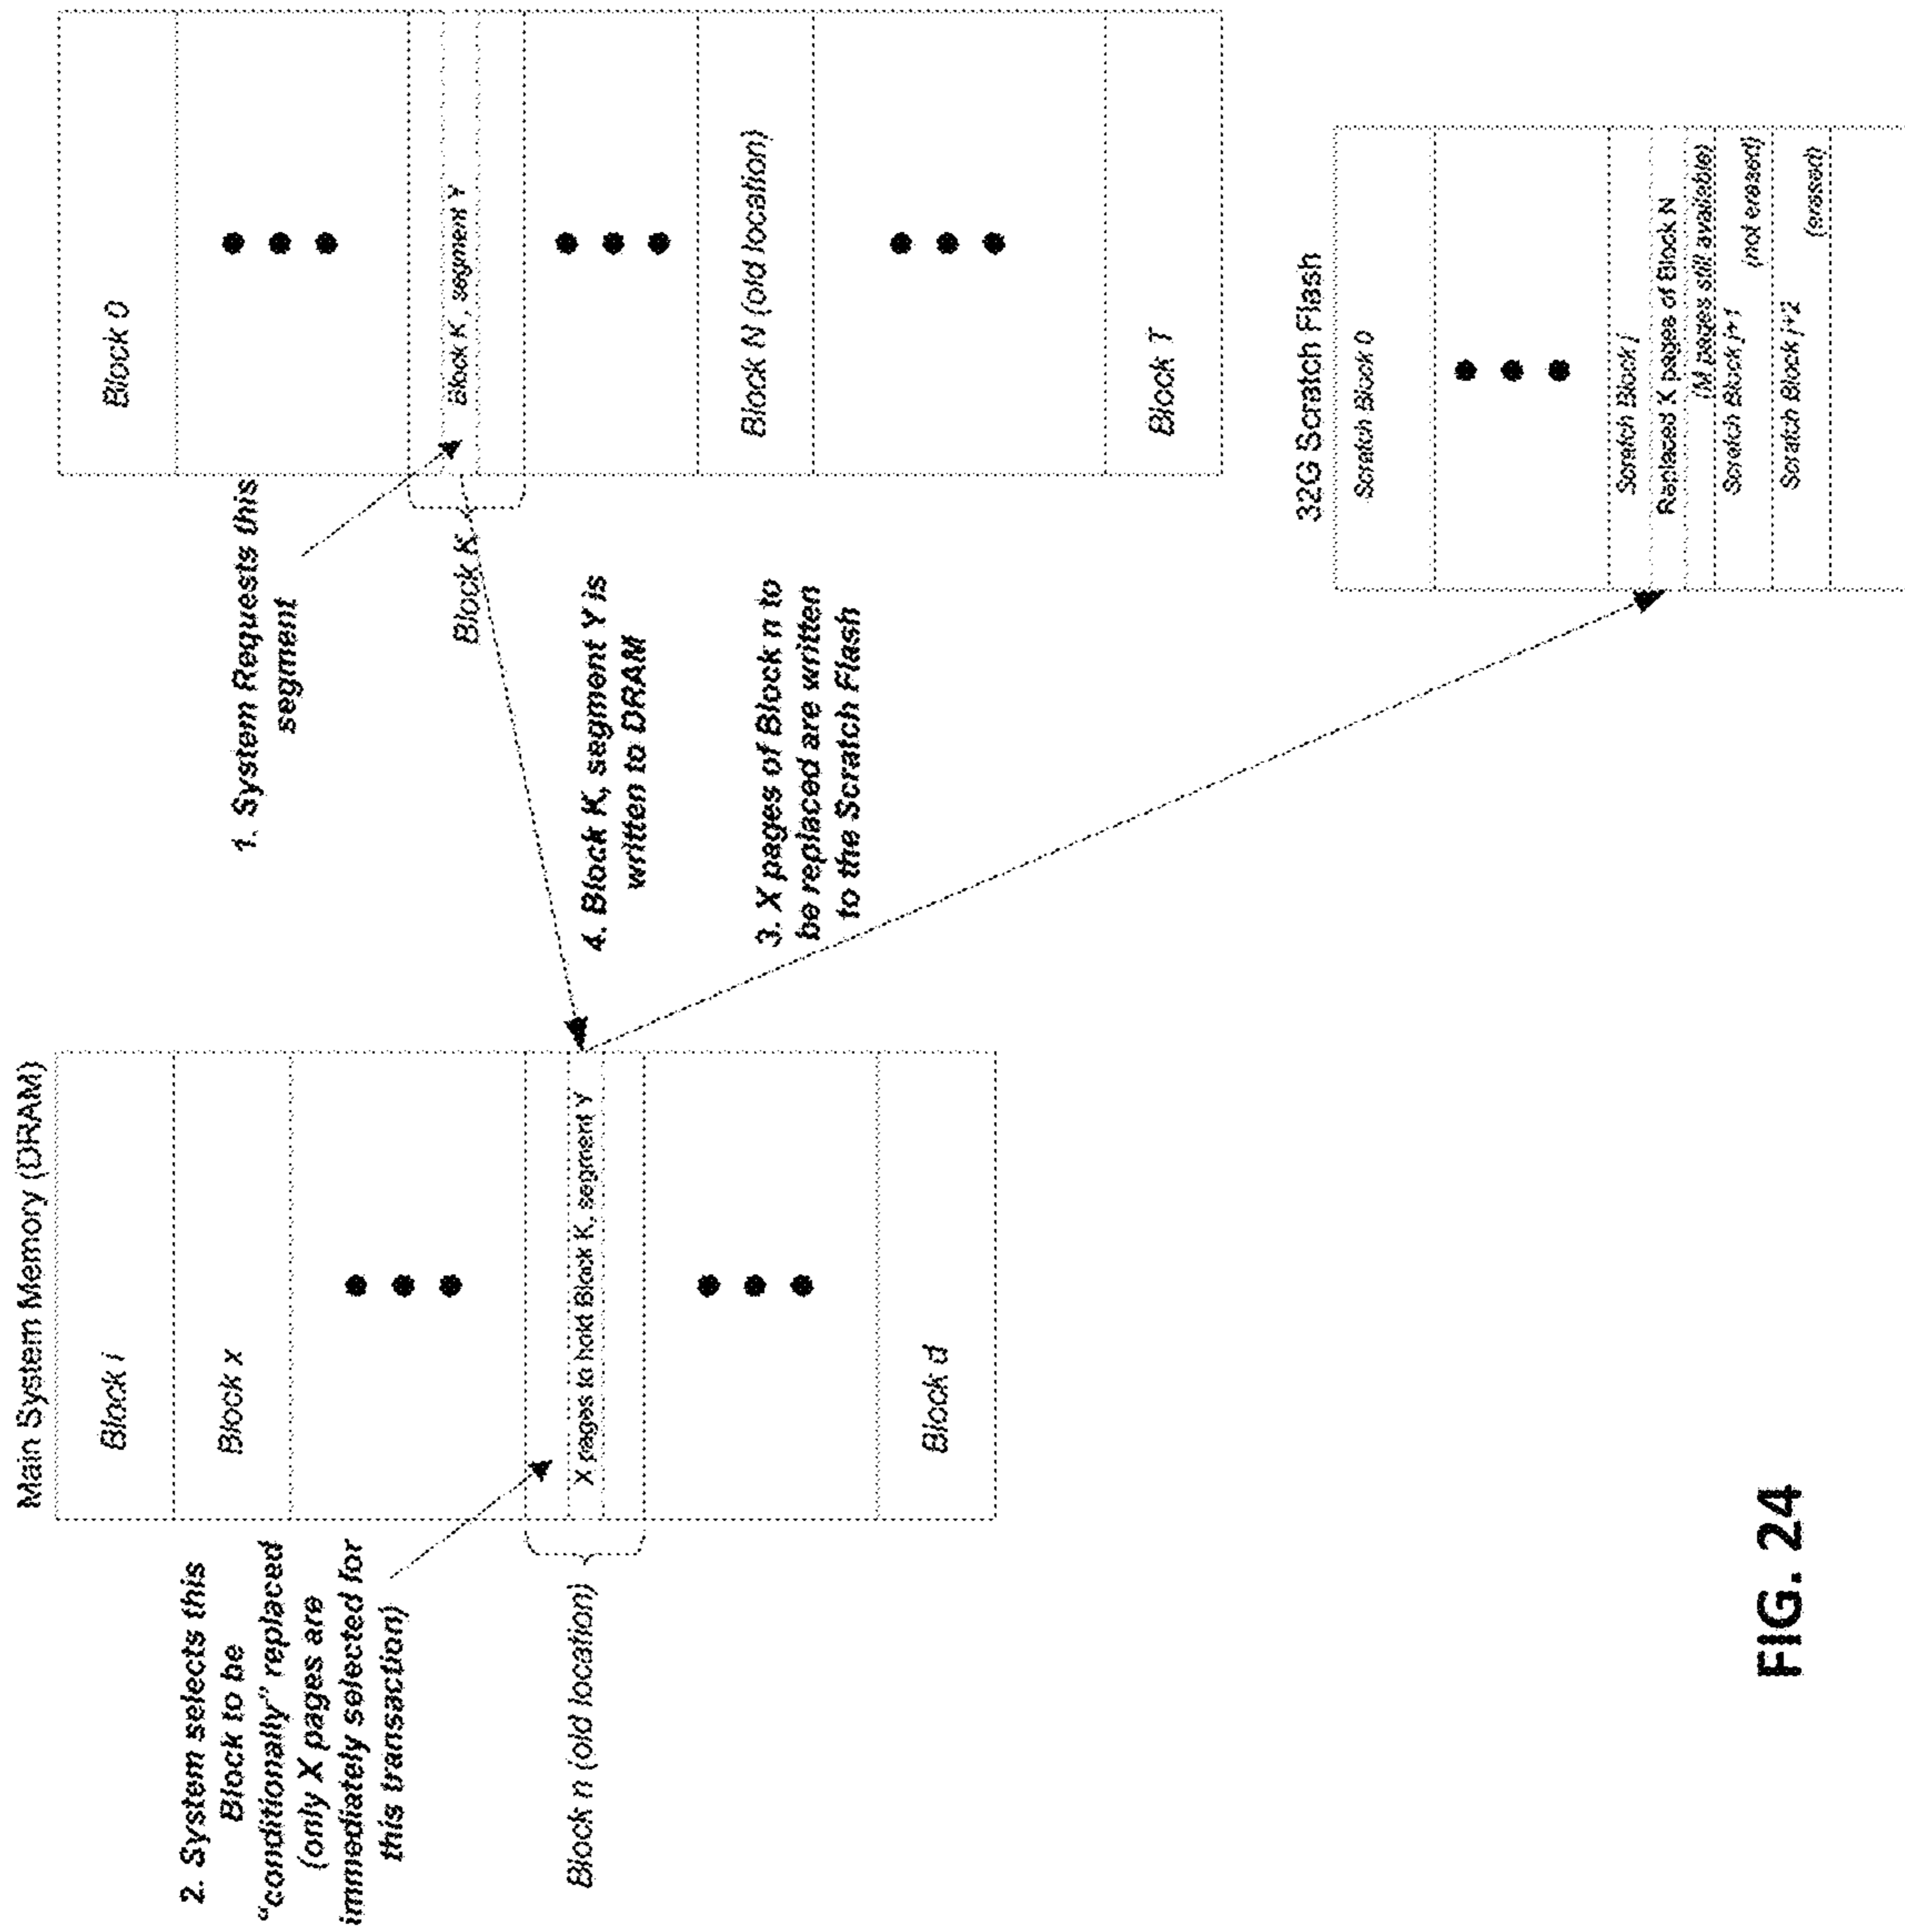 Main System Memory (DRAM)
Block i
Block x
X pages to hold Block K, segment Y
Block d
2. System selects this
Block to be
“conditionally” replaced
(only X pages are
immediately selected for
this transaction)
Block n (old location)
1. System Requests this
segment
Block K
4. Block K, segment Y is
written to DRAM
3. X pages of Block n to
be replaced are written
to the Scratch Flash
Block 0
Block K, segment Y
Block N (old location)
Block T
32G Scratch Flash
Scratch Block 0
Scratch Block j
Replaced X pages of Block N
(M pages still available)
Scratch Block j+1
(not erased)
Scratch Block j+2
(erased)
FIG. 24